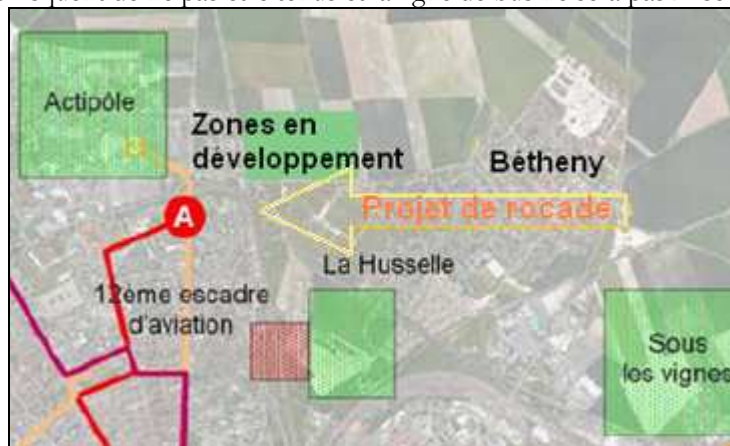 Actipôle
Zones en
développement
Bétheny
A
Projet de rocade
La Husselle
12ème escadre
d'aviation
Sous
les vignes